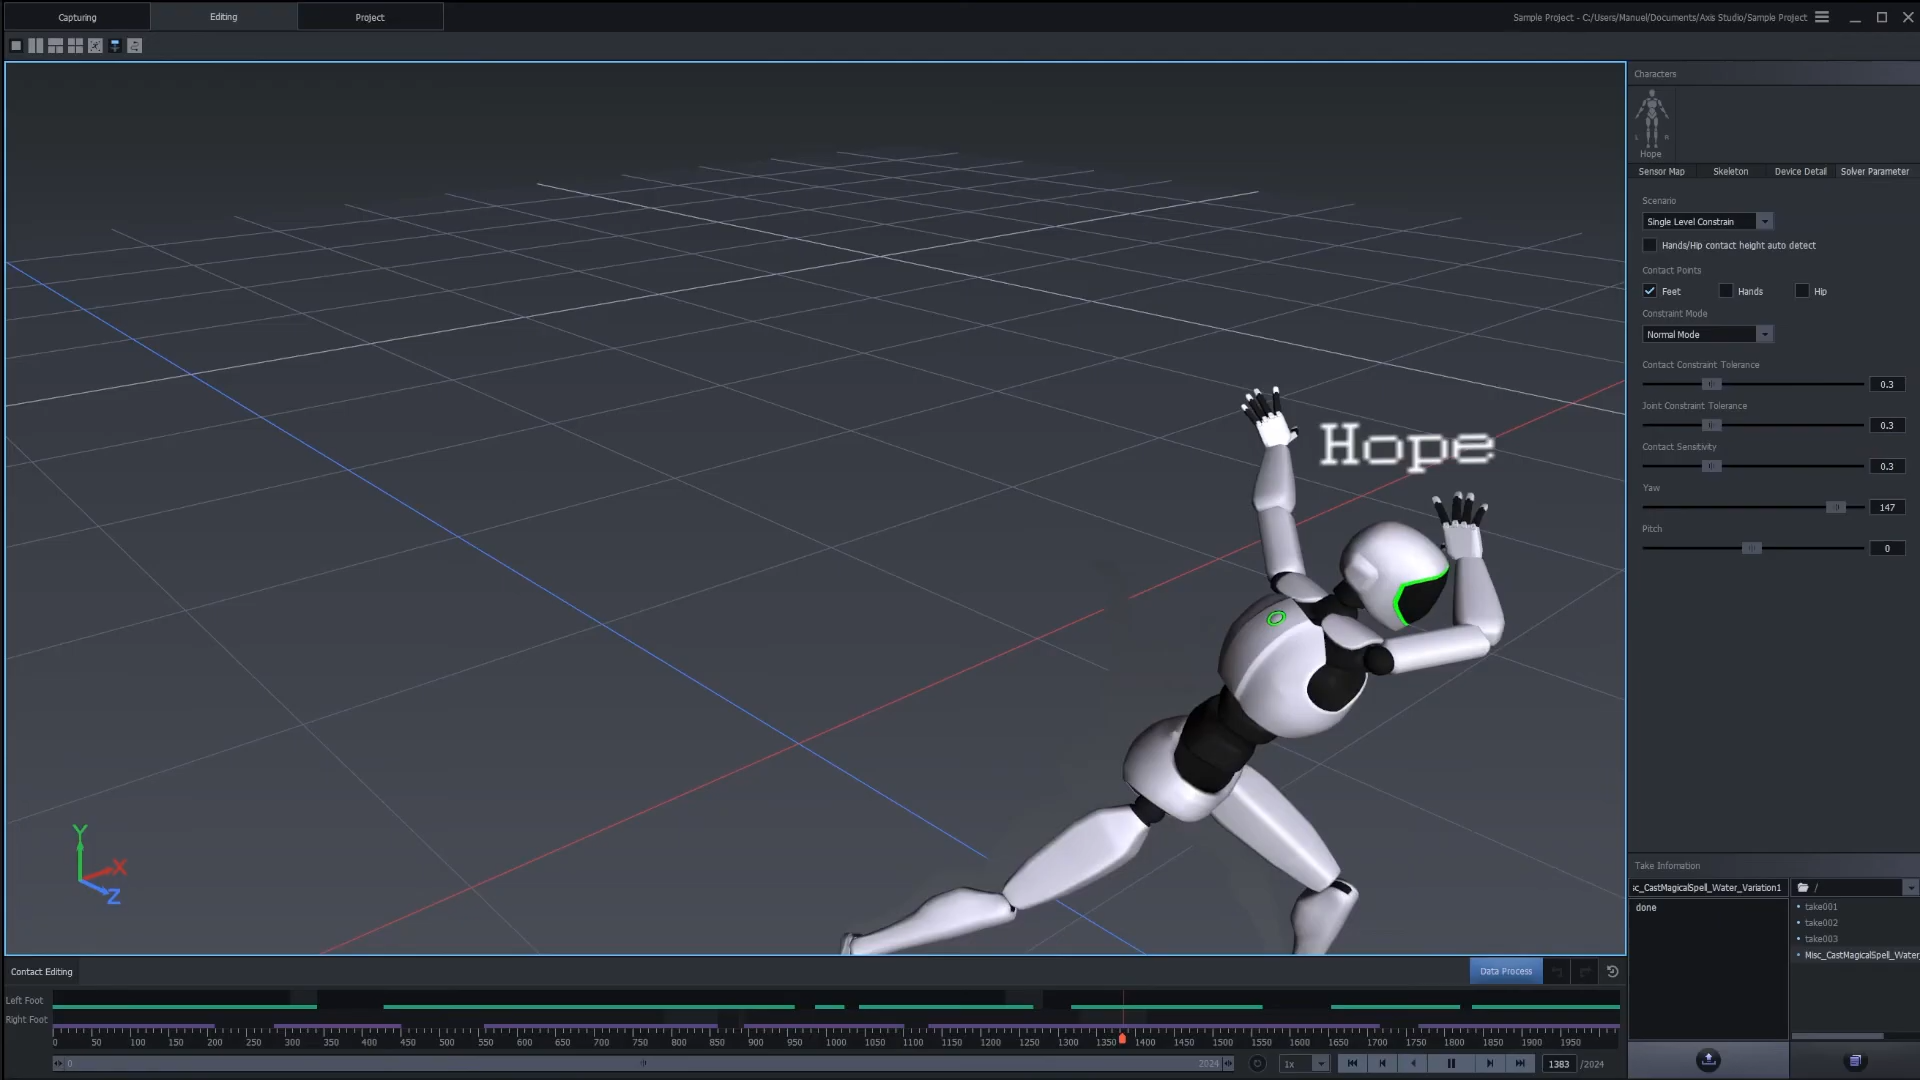 Capturing
Editing
Project
Sample Project - C:/Users/Manuel/Documents/Axis Studio/Sample Project
Characters
L R
Hope
Sensor Map
Skeleton
Device Detail
Solver Parameter
Scenario
Single Level Constrain
Hands/Hip contact height auto detect
Contact Points
Feet
Hands
Hip
Constraint Mode
Normal Mode
Contact Constraint Tolerance
0.3
Joint Constraint Tolerance
0.3
Contact Sensitivity
0.3
Yaw
147
Pitch
0
Hope
Y
X
Z
Take Infomation
sc_CastMagicalSpell_Water_Variation1
/
done
take001
take002
take003
Misc_CastMagicalSpell_Water_
Contact Editing
Data Process
Left Foot
Right Foot
0 50 100 150 200 250 300 350 400 450 500 550 600 650 700 750 800 850 900 950 1000 1050 1100 1150 1200 1250 1300 1350 1400 1450 1500 1550 1600 1650 1700 1750 1800 1850 1900 1950
0
2024
1x
1383 /2024